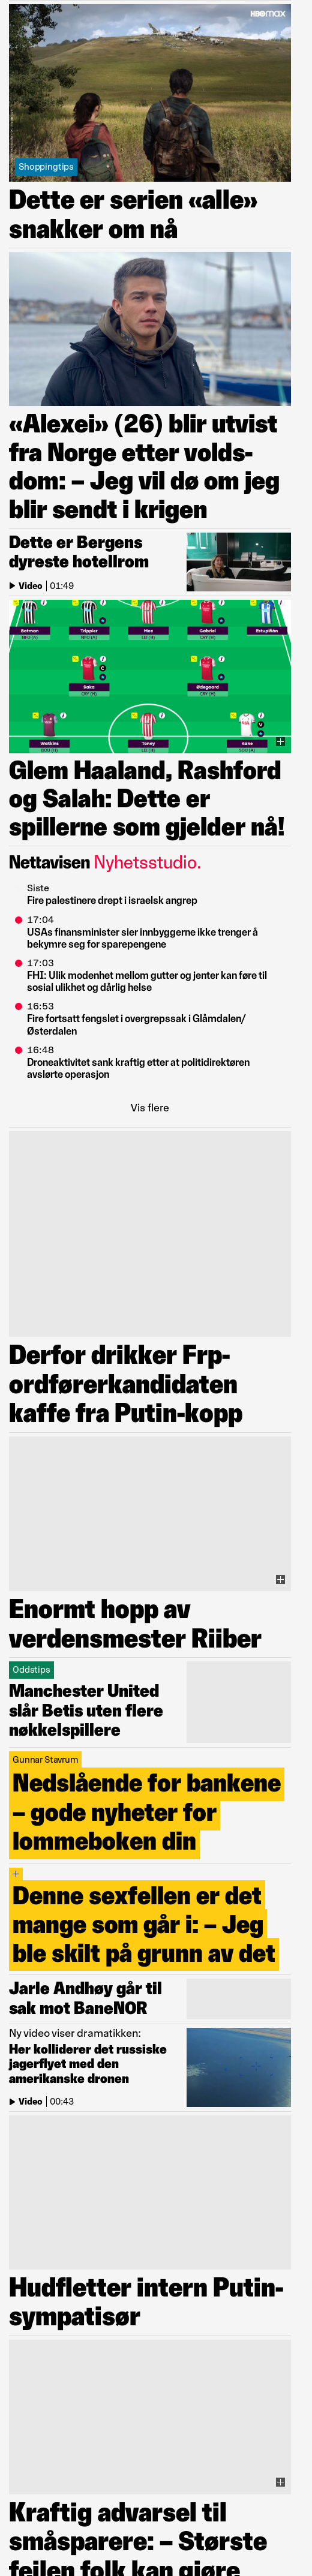 HBOmax
Shoppingtips
Dette er serien «alle»
snakker om nå
«Alexei» (26) blir utvist
fra Norge etter volds-
dom: – Jeg vil dø om jeg
blir sendt i krigen
Dette er Bergens
dyreste hotellrom
Video | 01:49
Botman Trippier Mee Gabriel Estupiñán
Saka Ødegaard
Watkins Toney Kane
Glem Haaland, Rashford
og Salah: Dette er
spillerne som gjelder nå!
Nettavisen Nyhetsstudio.
Siste
Fire palestinere drept i israelsk angrep
17:04
USAs finansminister sier innbyggerne ikke trenger å
bekymre seg for sparepengene
17:03
FHI: Ulik modenhet mellom gutter og jenter kan føre til
sosial ulikhet og dårlig helse
16:53
Fire fortsatt fengslet i overgrepssak i Glåmdalen/
Østerdalen
16:48
Droneaktivitet sank kraftig etter at politidirektøren
avslørte operasjon
Vis flere
Derfor drikker Frp-
ordførerkandidaten
kaffe fra Putin-kopp
Enormt hopp av
verdensmester Riiber
Oddstips
Manchester United
slår Betis uten flere
nøkkelspillere
Gunnar Stavrum
Nedslående for bankene
– gode nyheter for
lommeboken din
+
Denne sexfellen er det
mange som går i: – Jeg
ble skilt på grunn av det
Jarle Andhøy går til
sak mot BaneNOR
Ny video viser dramatikken:
Her kolliderer det russiske
jagerflyet med den
amerikanske dronen
Video | 00:43
Hudfletter intern Putin-
sympatisør
Kraftig advarsel til
småsparere: – Største
feilen folk kan gjøre